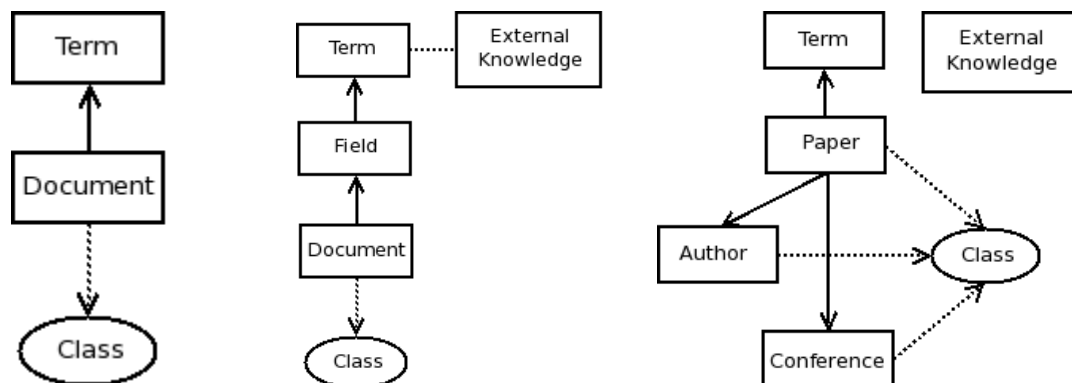 Term
Document
Class
Term
External
Knowledge
Field
Document
Class
Term
External
Knowledge
Paper
Author
Class
Conference